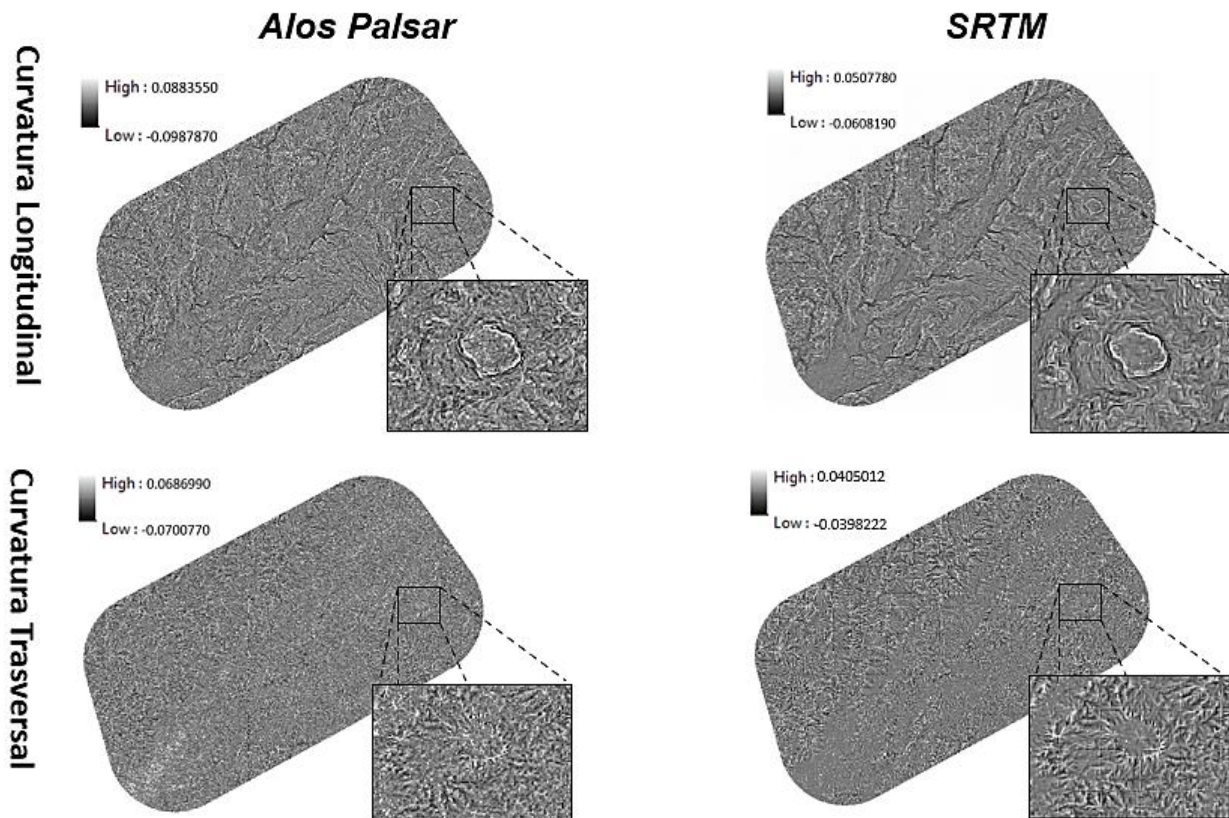 Alos Palsar
SRTM
Curvatura Longitudinal
High : 0.0883550
Low : -0.0987870
High : 0.0507780
Low : -0.0608190
Curvatura Trasversal
High : 0.0686990
Low : -0.0700770
High : 0.0405012
Low : -0.0398222